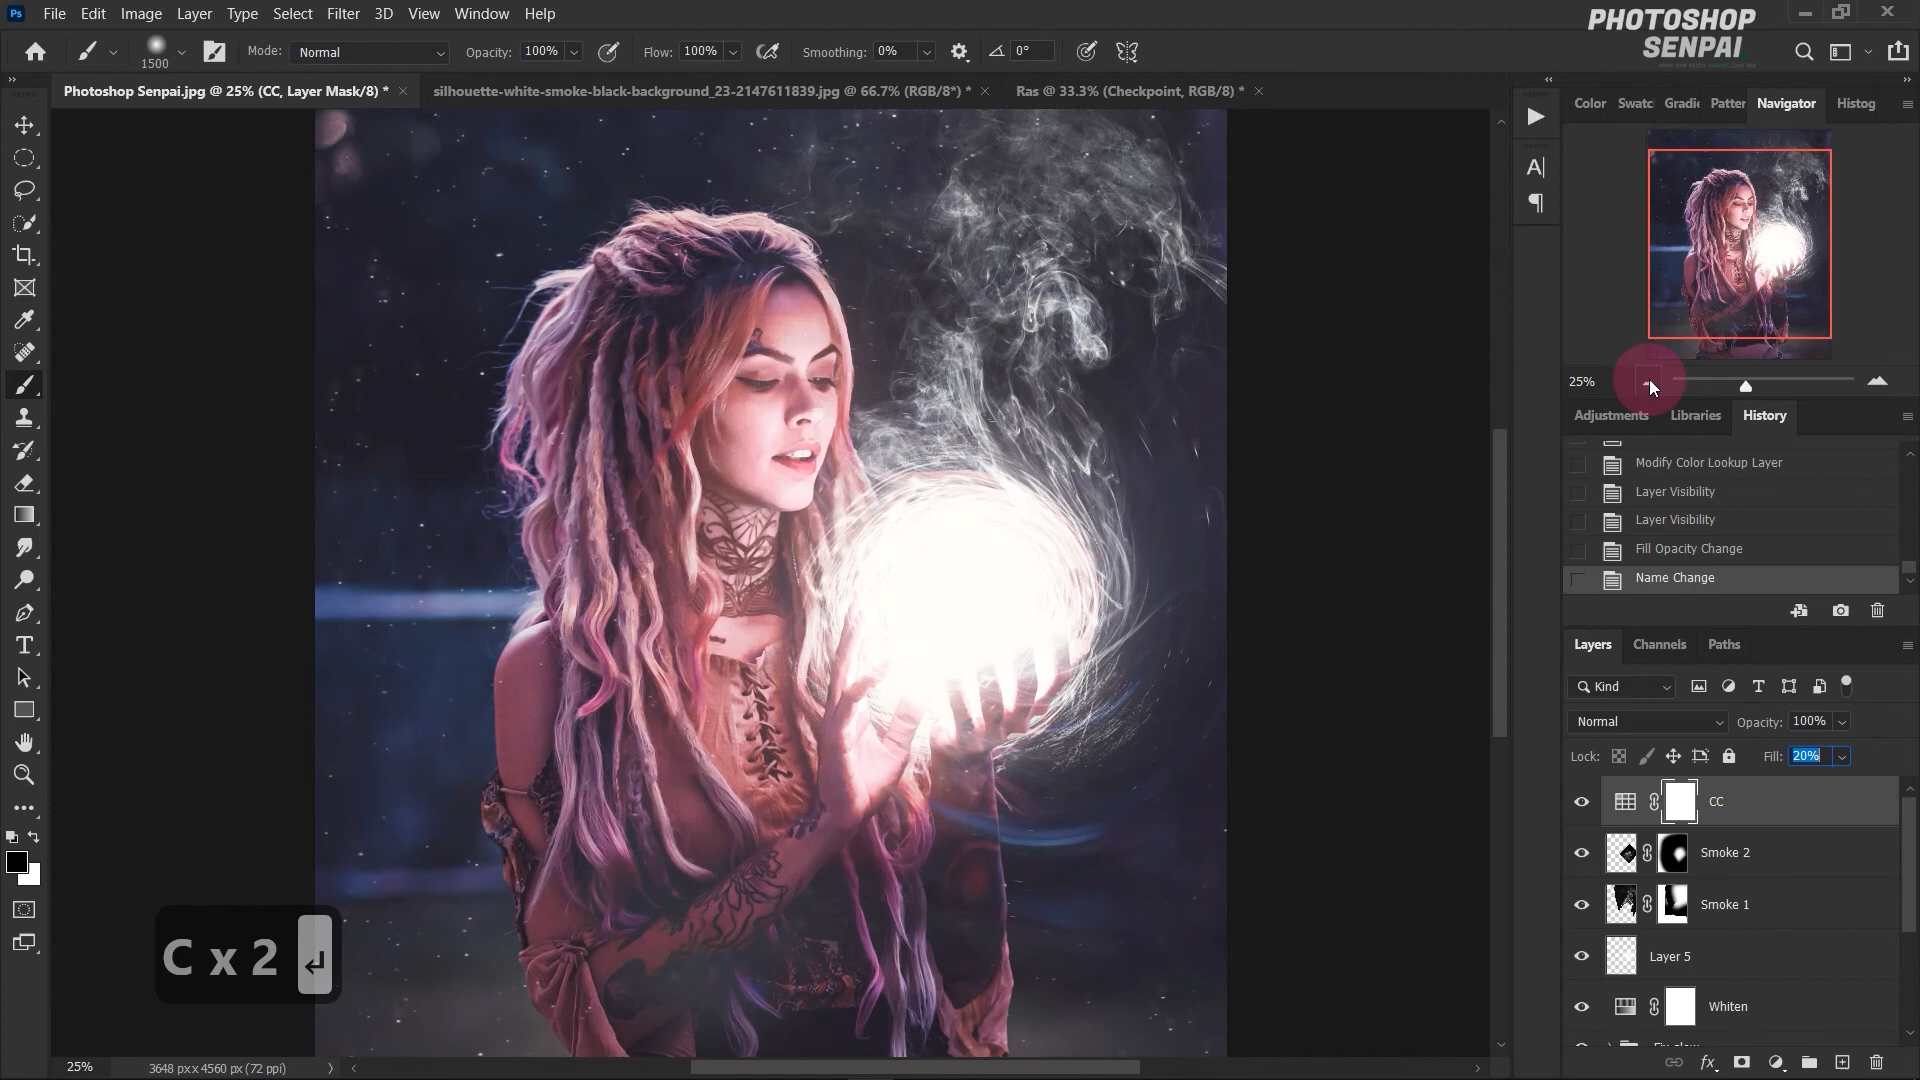 Ps File Edit Image Layer Type Select Filter 3D View Window Help
PHOTOSHOP
SENPAI
1500 Mode: Normal Opacity: 100% Flow: 100% Smoothing: 0% 0°
Photoshop Senpai.jpg @ 25% (CC, Layer Mask/8) * silhouette-white-smoke-black-background_23-2147611839.jpg @ 66.7% (RGB/8*) * Ras @ 33.3% (Checkpoint, RGB/8) *
Color Swatc Gradie Patter Navigator Histog
25%
Adjustments Libraries History
Modify Color Lookup Layer
Layer Visibility
Layer Visibility
Fill Opacity Change
Name Change
Layers Channels Paths
Kind
Normal Opacity: 100%
Lock: Fill: 20%
CC
Smoke 2
Smoke 1
Layer 5
Whiten
C x 2 ↵
25% 3648 px x 4560 px (72 ppi)